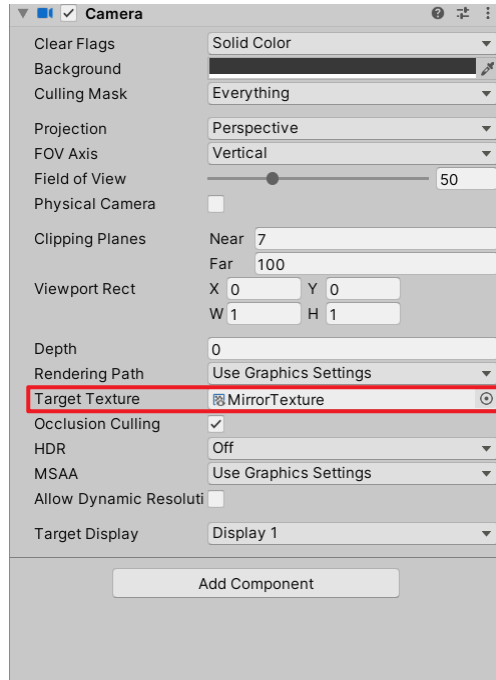 Camera
Clear Flags Solid Color
Background
Culling Mask Everything
Projection Perspective
FOV Axis Vertical
Field of View 50
Physical Camera
Clipping Planes Near 7
Far 100
Viewport Rect X 0 Y 0
W 1 H 1
Depth 0
Rendering Path Use Graphics Settings
Target Texture MirrorTexture
Occlusion Culling
HDR Off
MSAA Use Graphics Settings
Allow Dynamic Resoluti
Target Display Display 1
Add Component